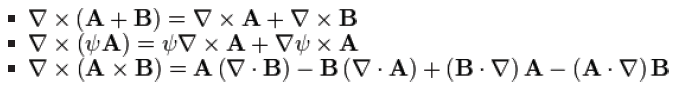 ▪ ∇ × (𝐀 + 𝐁) = ∇ × 𝐀 + ∇ × 𝐁
▪ ∇ × (ψ𝐀) = ψ∇ × 𝐀 + ∇ψ × 𝐀
▪ ∇ × (𝐀 × 𝐁) = 𝐀 (∇ · 𝐁) − 𝐁 (∇ · 𝐀) + (𝐁 · ∇) 𝐀 − (𝐀 · ∇) 𝐁